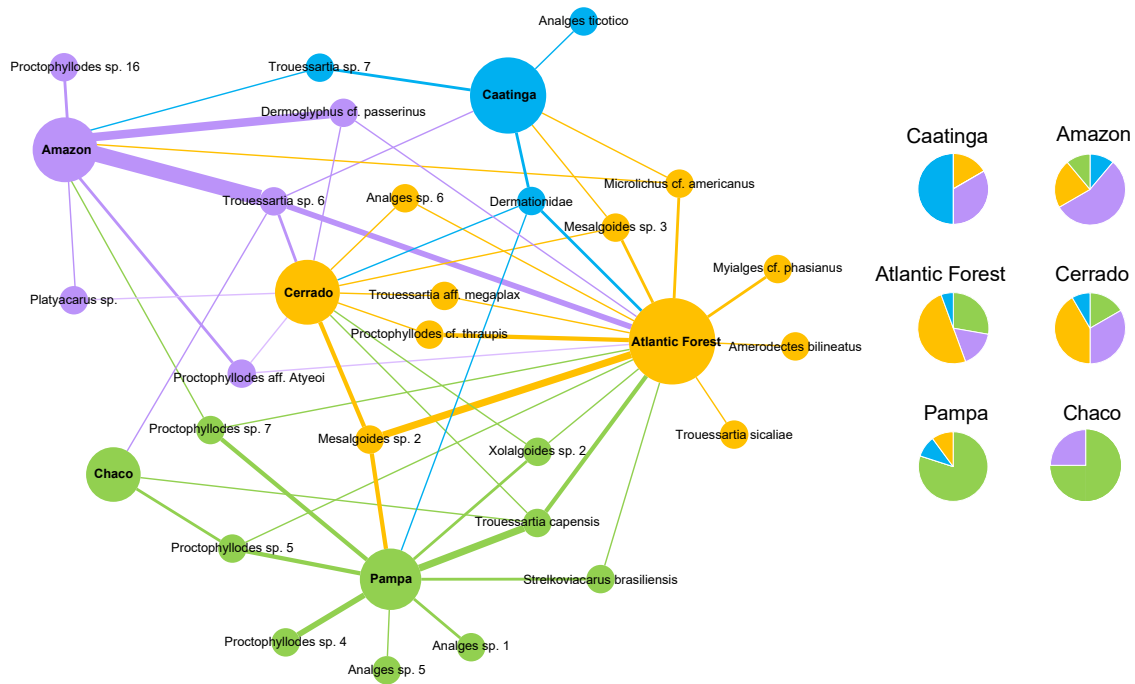 Analges ticotico
Proctophyllodes sp. 16
Trouessartia sp. 7
Caatinga
Dermoglyphus cf. passerinus
Amazon
Microlichus cf. americanus
Trouessartia sp. 6
Analges sp. 6
Dermationidae
Mesalgoides sp. 3
Myialges cf. phasianus
Platyacarus sp.
Cerrado
Trouessartia aff. megaplax
Proctophyllodes cf. thraupis
Atlantic Forest
Amerodectes bilineatus
Proctophyllodes aff. Atyeoi
Proctophyllodes sp. 7
Mesalgoides sp. 2
Trouessartia sicaliae
Xolalgoides sp. 2
Chaco
Trouessartia capensis
Proctophyllodes sp. 5
Pampa
Strelkoviacarus brasiliensis
Proctophyllodes sp. 4
Analges sp. 1
Analges sp. 5
Caatinga
Amazon
Atlantic Forest
Cerrado
Pampa
Chaco